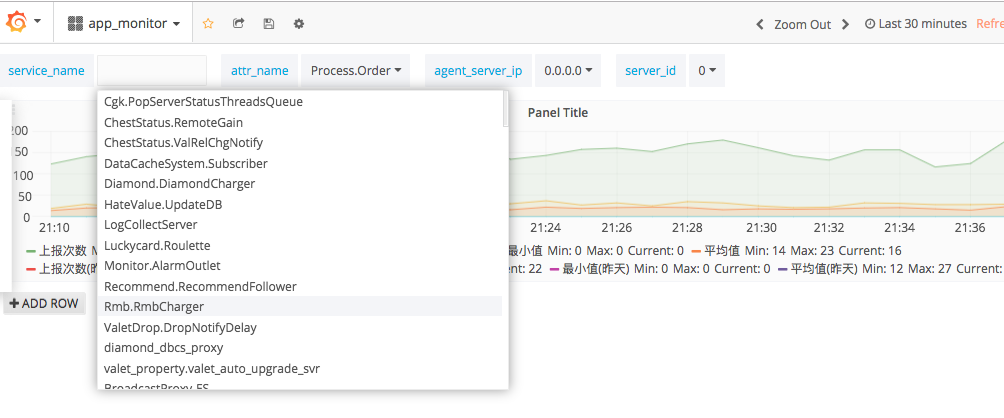 app_monitor Zoom Out Last 30 minutes Refre
service_name attr_name Process.Order agent_server_ip 0.0.0.0 server_id 0
Cgk.PopServerStatusThreadsQueue
ChestStatus.RemoteGain
ChestStatus.ValRelChgNotify
DataCacheSystem.Subscriber
Diamond.DiamondCharger
HateValue.UpdateDB
LogCollectServer
Luckycard.Roulette
Monitor.AlarmOutlet
Recommend.RecommendFollower
Rmb.RmbCharger
ValetDrop.DropNotifyDelay
diamond_dbcs_proxy
valet_property.valet_auto_upgrade_svr
BroadcastProxy_ES
Panel Title
200
150
100
50
0
21:10 21:24 21:26 21:28 21:30 21:32 21:34 21:36
上报次数 M 最小值 Min: 0 Max: 0 Current: 0 平均值 Min: 14 Max: 23 Current: 16
上报次数(昨 ent: 22 最小值(昨天) Min: 0 Max: 0 Current: 0 平均值(昨天) Min: 12 Max: 27 Current:
+ ADD ROW